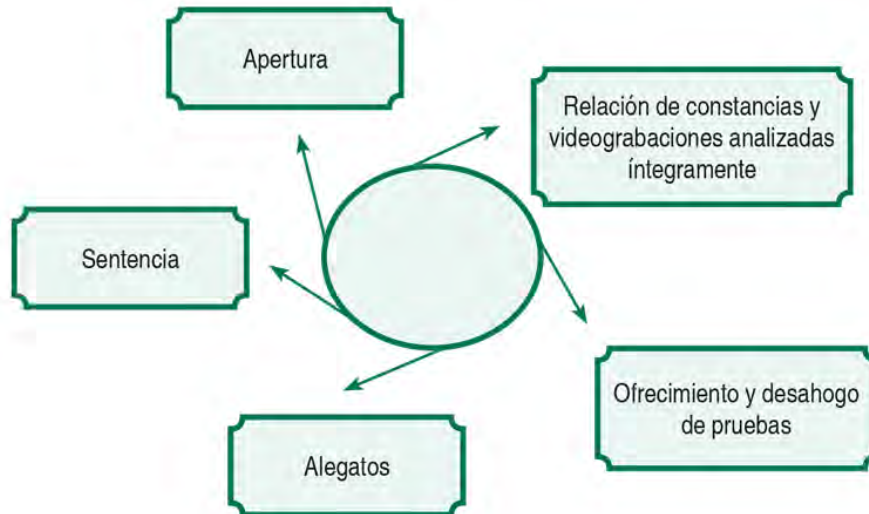 Apertura
Relación de constancias y
videograbaciones analizadas
íntegramente
Sentencia
Ofrecimiento y desahogo
de pruebas
Alegatos